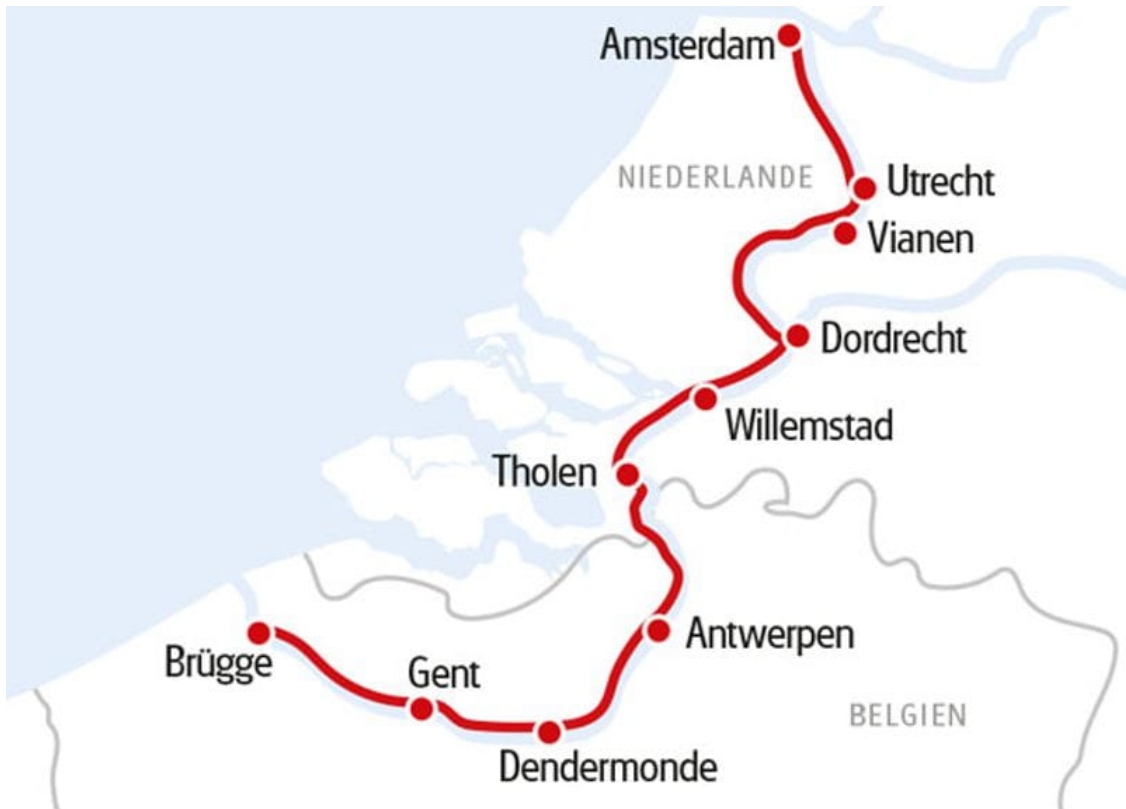 Amsterdam
NIEDERLANDE
Utrecht
Vianen
Dordrecht
Willemstad
Tholen
Antwerpen
Brügge
Gent
BELGIEN
Dendermonde